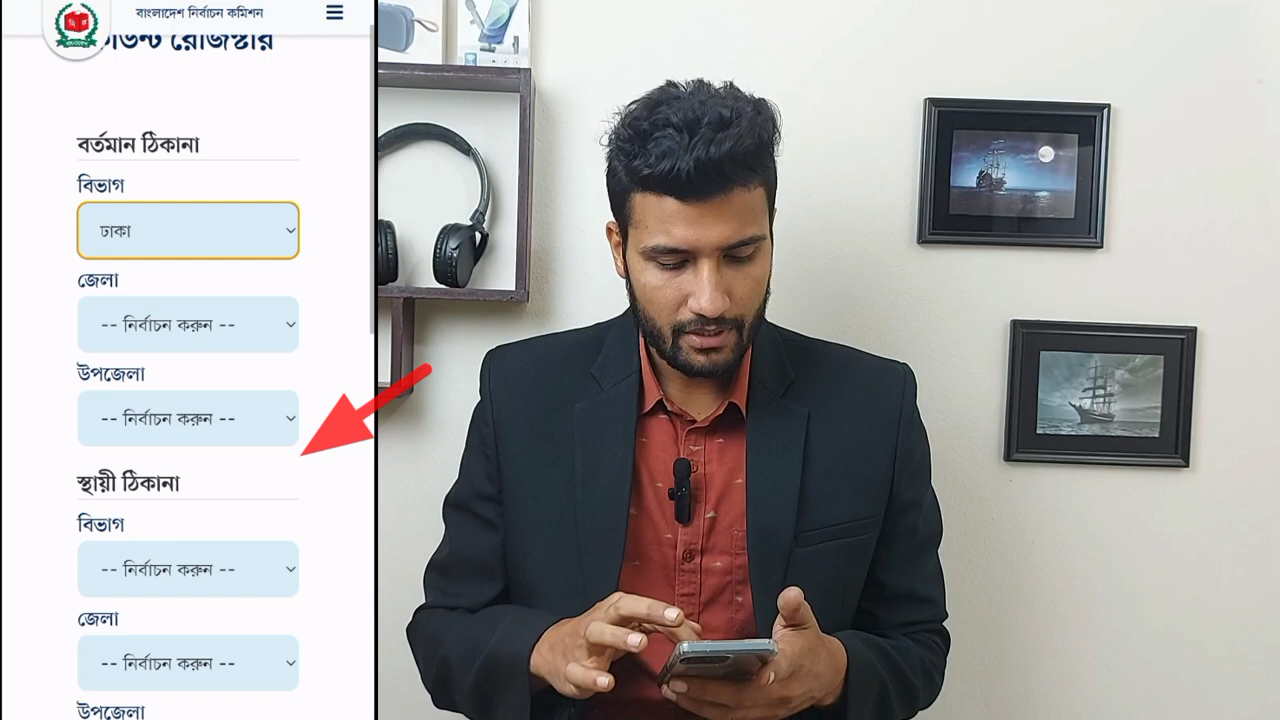 বাংলাদেশ নির্বাচন কমিশন
রেজিস্টার
বর্তমান ঠিকানা
বিভাগ
ঢাকা
জেলা
-- নির্বাচন করুন --
উপজেলা
-- নির্বাচন করুন --
স্থায়ী ঠিকানা
বিভাগ
-- নির্বাচন করুন --
জেলা
-- নির্বাচন করুন --
উপজেলা